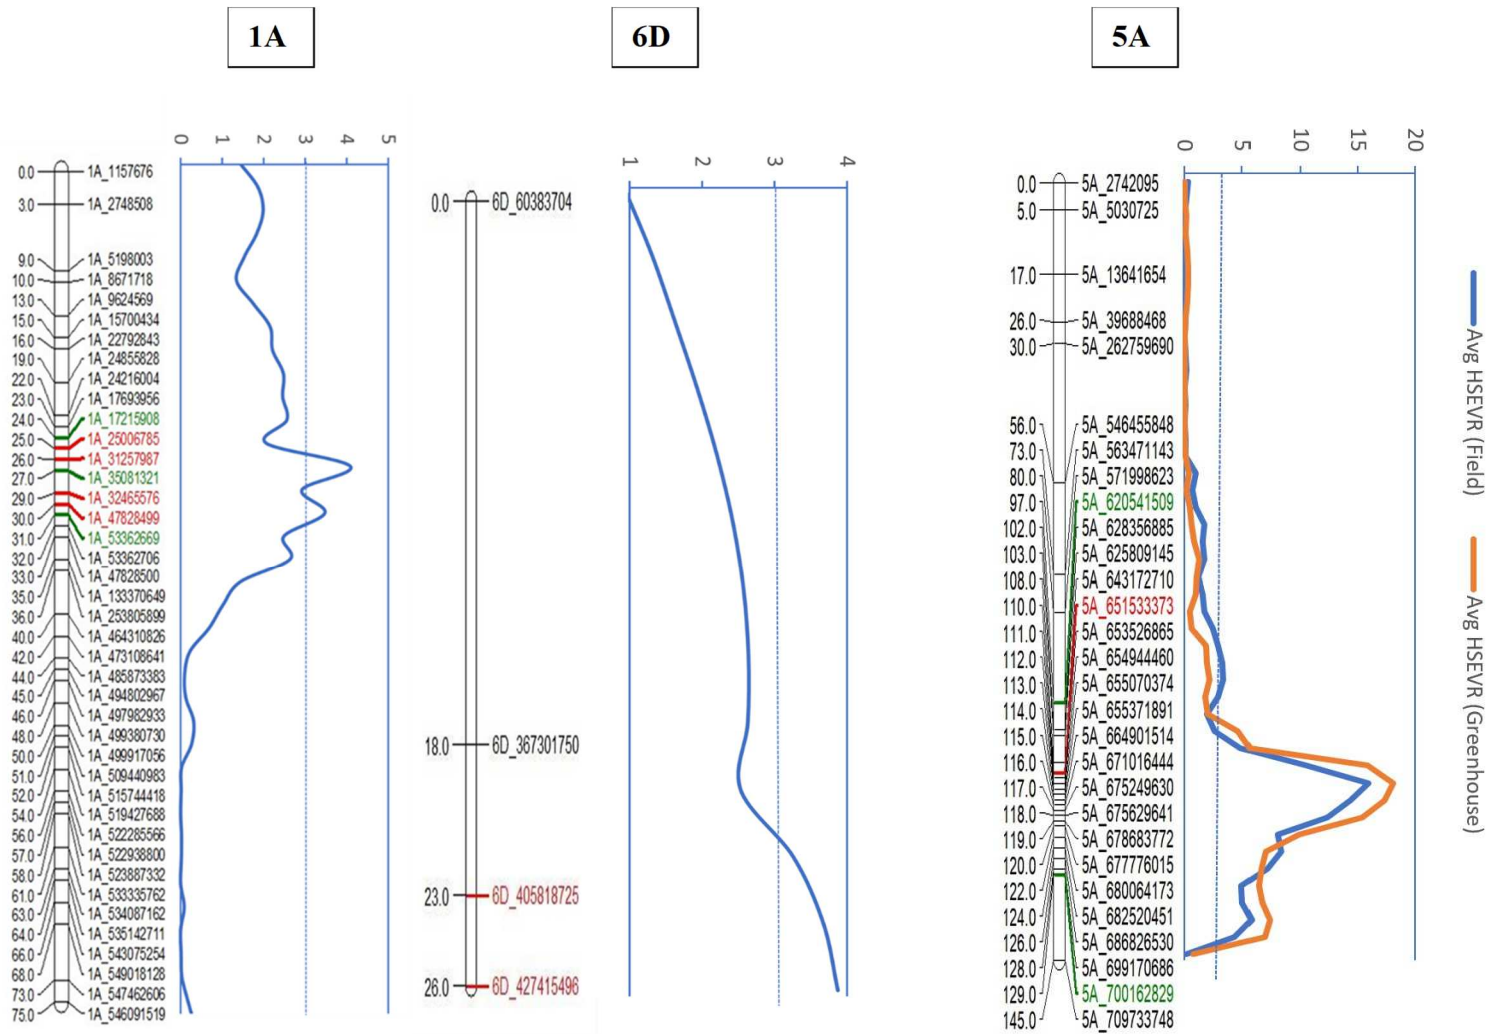 1A
0 1 2 3 4 5
0.0 1A_1157676
3.0 1A_2748508
9.0 1A_5198003
10.0 1A_8671718
13.0 1A_9624569
15.0 1A_15700434
16.0 1A_22792843
19.0 1A_24855828
22.0 1A_24216004
23.0 1A_17693956
24.0 1A_17215908
25.0 1A_25006785
26.0 1A_31257987
27.0 1A_35081321
29.0 1A_32465576
30.0 1A_47828499
31.0 1A_53362669
32.0 1A_53362706
33.0 1A_47828500
35.0 1A_133370649
36.0 1A_253805899
40.0 1A_464310826
42.0 1A_473108641
44.0 1A_485873383
45.0 1A_494802967
46.0 1A_497982933
48.0 1A_499380730
50.0 1A_499917056
51.0 1A_509440983
52.0 1A_515744418
54.0 1A_519427688
56.0 1A_522285566
57.0 1A_522938800
58.0 1A_523887332
61.0 1A_533335762
63.0 1A_534087162
64.0 1A_535142711
66.0 1A_543075254
68.0 1A_549018128
73.0 1A_547462606
75.0 1A_546091519
6D
1 2 3 4
0.0 6D_60383704
18.0 6D_367301750
23.0 6D_405818725
26.0 6D_427415496
5A
0 5 10 15 20
0.0 5A_2742095
5.0 5A_5030725
17.0 5A_13641654
26.0 5A_39688468
30.0 5A_262759690
56.0 5A_546455848
73.0 5A_563471143
80.0 5A_571998623
97.0 5A_620541509
102.0 5A_628356885
103.0 5A_625809145
108.0 5A_643172710
110.0 5A_651533373
111.0 5A_653526865
112.0 5A_654944460
113.0 5A_655070374
114.0 5A_655371891
115.0 5A_664901514
116.0 5A_671016444
117.0 5A_675249630
118.0 5A_675629641
119.0 5A_678683772
120.0 5A_677776015
122.0 5A_680064173
124.0 5A_682520451
126.0 5A_686826530
128.0 5A_699170686
129.0 5A_700162829
145.0 5A_709733748
Avg HSEVR (Field)
Avg HSEVR (Greenhouse)